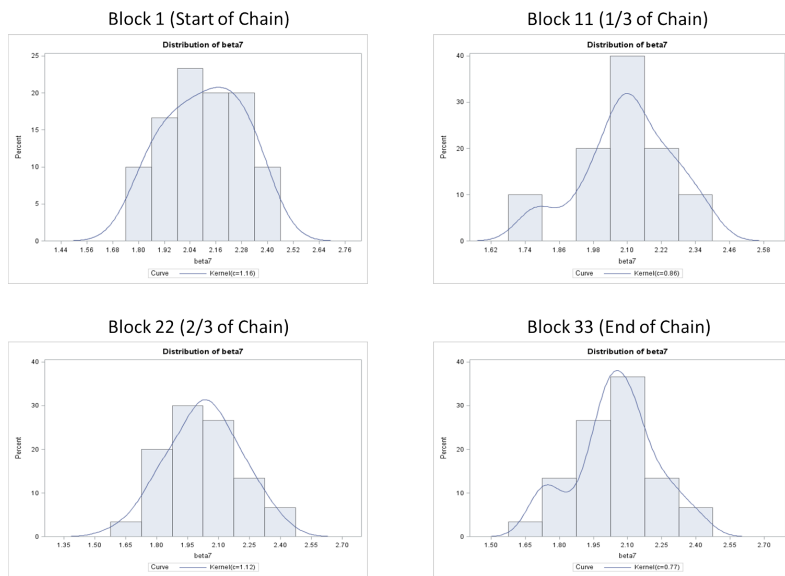 Block 1 (Start of Chain)
Distribution of beta7
25
20
15
10
5
0
Percent
1.44 1.56 1.68 1.80 1.92 2.04 2.16 2.28 2.40 2.52 2.64 2.76
beta7
Curve Kernel(c=1.16)
Block 11 (1/3 of Chain)
Distribution of beta7
40
30
20
10
0
Percent
1.62 1.74 1.86 1.98 2.10 2.22 2.34 2.46 2.58
beta7
Curve Kernel(c=0.86)
Block 22 (2/3 of Chain)
Distribution of beta7
40
30
20
10
0
Percent
1.35 1.50 1.65 1.80 1.95 2.10 2.25 2.40 2.55 2.70
beta7
Curve Kernel(c=1.12)
Block 33 (End of Chain)
Distribution of beta7
40
30
20
10
0
Percent
1.50 1.65 1.80 1.95 2.10 2.25 2.40 2.55 2.70
beta7
Curve Kernel(c=0.77)